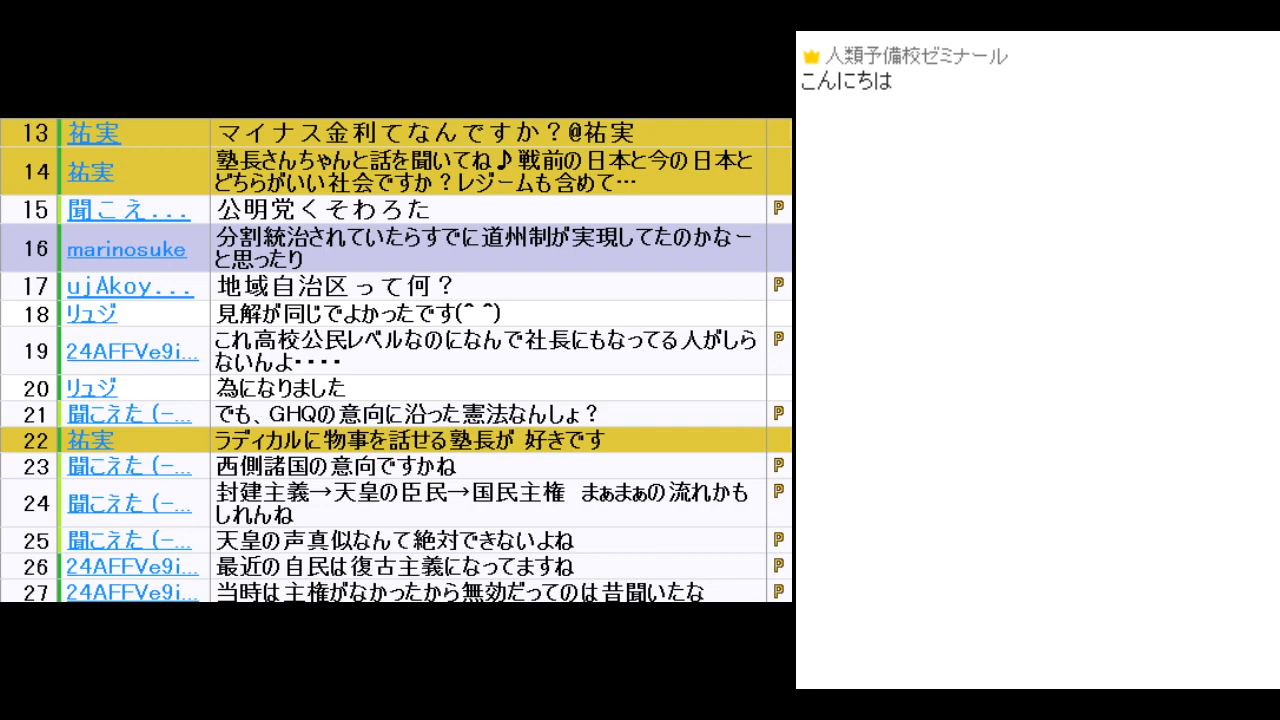 13 祐実 マイナス金利てなんですか？@祐実
14 祐実 塾長さんちゃんと話を聞いてね♪戦前の日本と今の日本と
どちらがいい社会ですか？レジームも含めて…
15 聞こえ... 公明党くそわろた P
16 marinosuke 分割統治されていたらすでに道州制が実現してたのかなー
と思ったり
17 ujAkoy... 地域自治区って何？ P
18 リュジ 見解が同じでよかったです(^ ^)
19 24AFFVe9i... これ高校公民レベルなのになんで社長にもなってる人がしら P
ないんよ････
20 リュジ 為になりました
21 聞こえた (-... でも、GHQの意向に沿った憲法なんしょ？ P
22 祐実 ラディカルに物事を話せる塾長が 好きです
23 聞こえた (-... 西側諸国の意向ですかね P
24 聞こえた (-... 封建主義→天皇の臣民→国民主権 まぁまぁの流れかも P
しれんね
25 聞こえた (-... 天皇の声真似なんて絶対できないよね P
26 24AFFVe9i... 最近の自民は復古主義になってますね P
27 24AFFVe9i... 当時は主権がなかったから無効だってのは昔聞いたな P
人類予備校ゼミナール
こんにちは